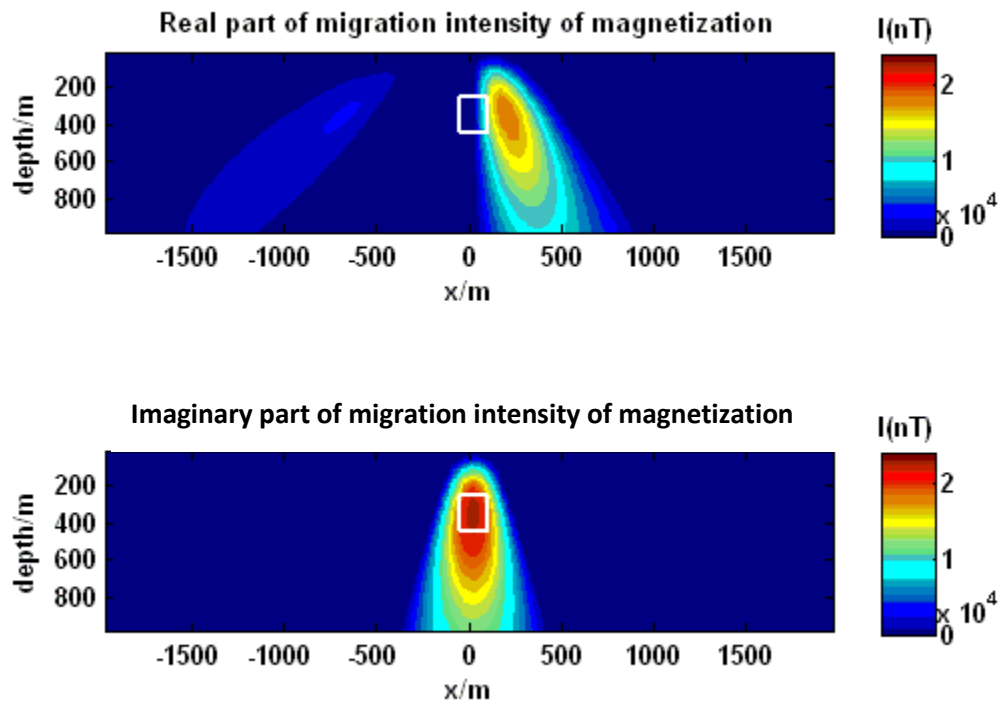 Real part of migration intensity of magnetization
I(nT)
2
1
x 10^4
0
depth/m
200
400
600
800
-1500 -1000 -500 0 500 1000 1500
x/m
Imaginary part of migration intensity of magnetization
I(nT)
2
1
x 10^4
0
depth/m
200
400
600
800
-1500 -1000 -500 0 500 1000 1500
x/m